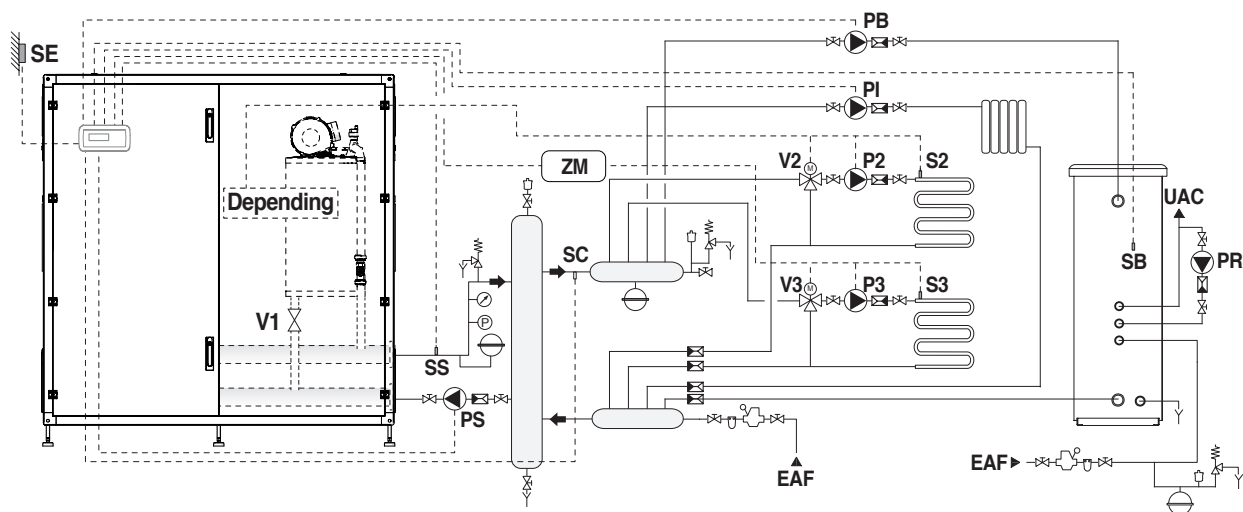 PB
SE
PI
ZM
V2
P2
S2
M
Depending
UAC
SC
SB
PR
V3
P3
S3
M
V1
P
SS
PS
EAF
EAF